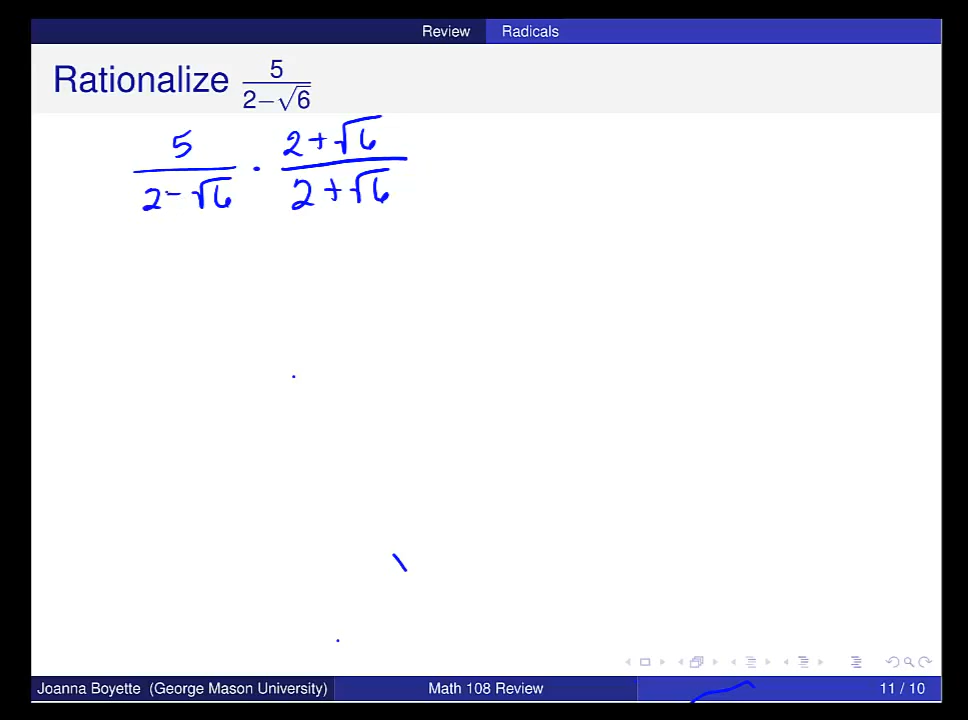 Review Radicals
Rationalize 5/(2−√6)
5/(2−√6) · (2+√6)/(2+√6)
Joanna Boyette (George Mason University) Math 108 Review 11 / 10